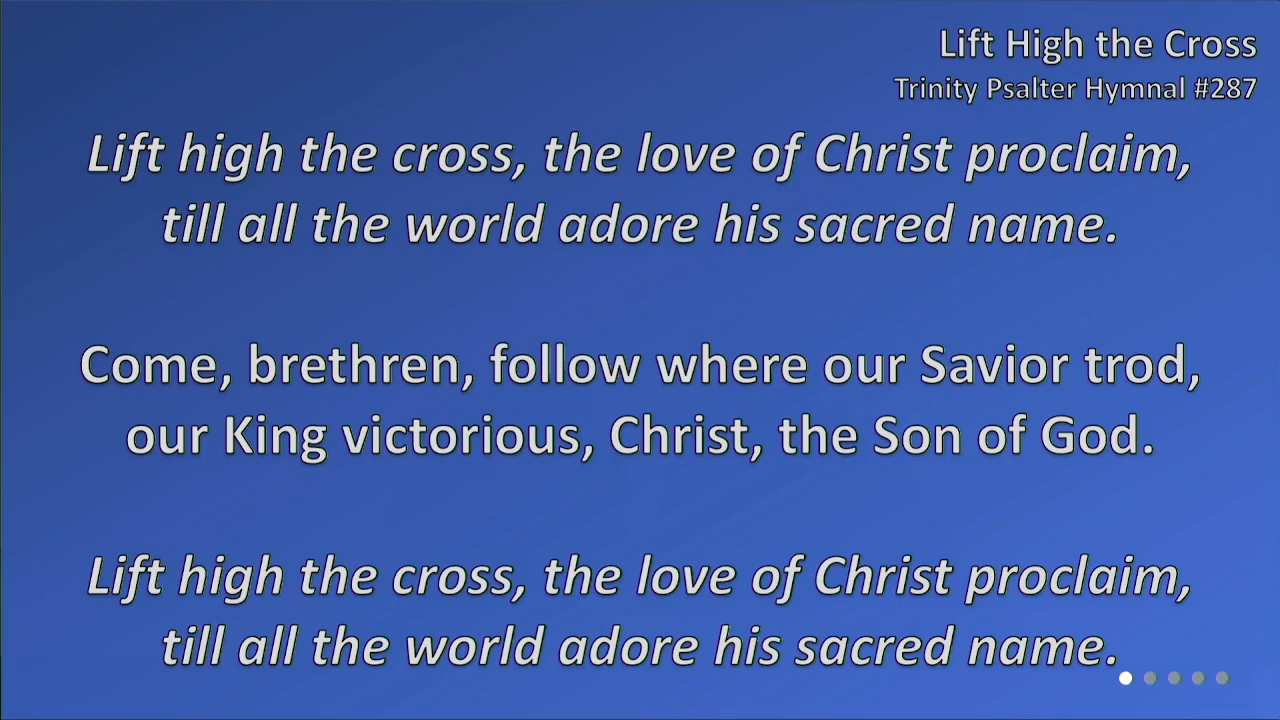 Lift High the Cross
Trinity Psalter Hymnal #287
Lift high the cross, the love of Christ proclaim,
till all the world adore his sacred name.
Come, brethren, follow where our Savior trod,
our King victorious, Christ, the Son of God.
Lift high the cross, the love of Christ proclaim,
till all the world adore his sacred name.